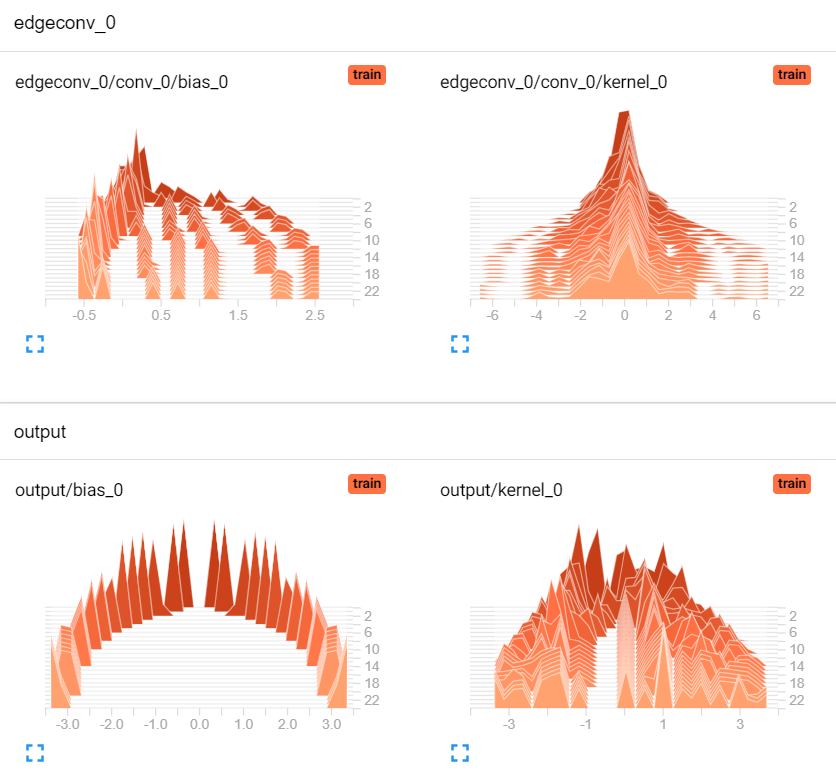 edgeconv_0
edgeconv_0/conv_0/bias_0 train
edgeconv_0/conv_0/kernel_0 train
2
6
10
14
18
22
-0.5 0.5 1.5 2.5
2
6
10
14
18
22
-6 -4 -2 0 2 4 6
output
output/bias_0 train
output/kernel_0 train
2
6
10
14
18
22
-3.0 -2.0 -1.0 0.0 1.0 2.0 3.0
2
6
10
14
18
22
-3 -1 1 3